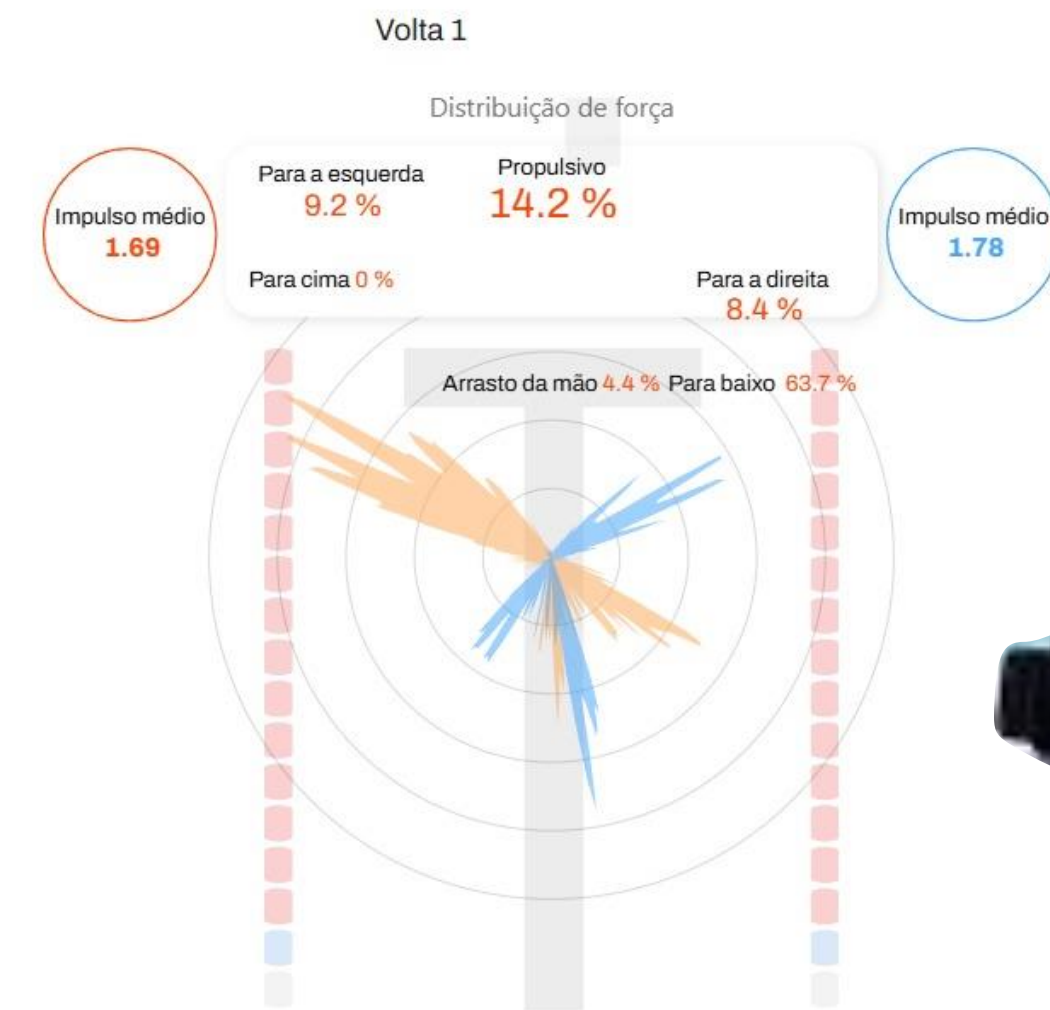 Volta 1
Distribuição de força
Para a esquerda
9.2 %
Propulsivo
14.2 %
Impulso médio
1.69
Impulso médio
1.78
Para cima 0 %
Para a direita
8.4 %
Arrasto da mão 4.4 % Para baixo 63.7 %